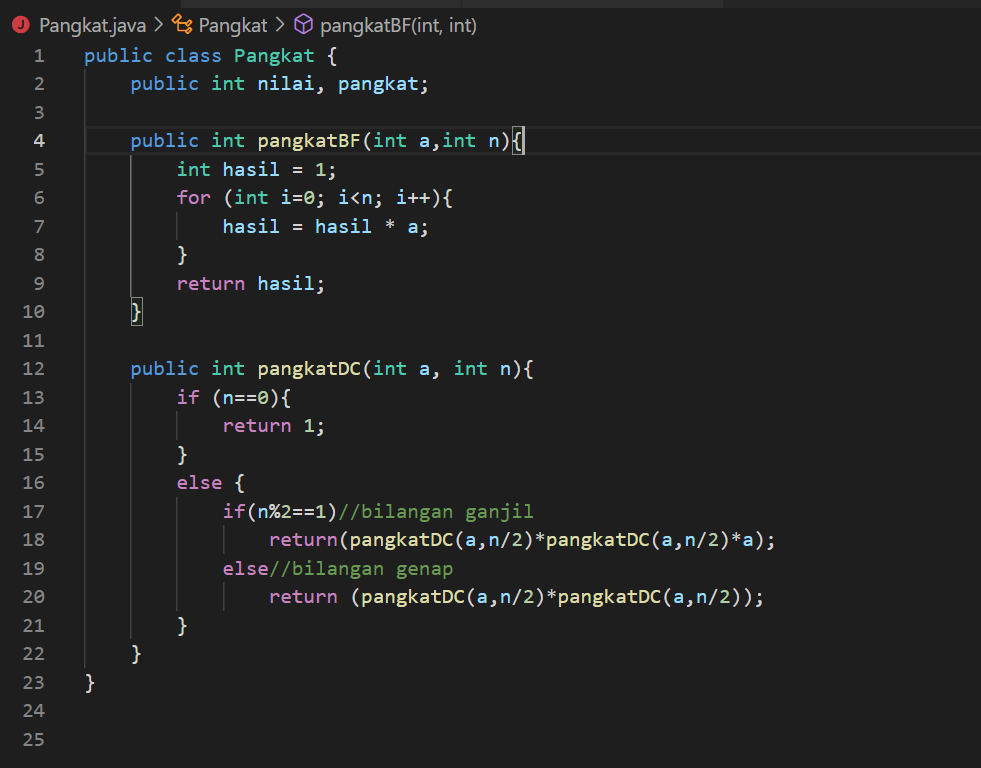 J Pangkat.java > Pangkat > pangkatBF(int, int)
1 public class Pangkat {
2     public int nilai, pangkat;
3
4     public int pangkatBF(int a,int n){
5         int hasil = 1;
6         for (int i=0; i<n; i++){
7             hasil = hasil * a;
8         }
9         return hasil;
10     }
11
12     public int pangkatDC(int a, int n){
13         if (n==0){
14             return 1;
15         }
16         else {
17             if(n%2==1)//bilangan ganjil
18                 return(pangkatDC(a,n/2)*pangkatDC(a,n/2)*a);
19             else//bilangan genap
20                 return (pangkatDC(a,n/2)*pangkatDC(a,n/2));
21         }
22     }
23 }
24
25